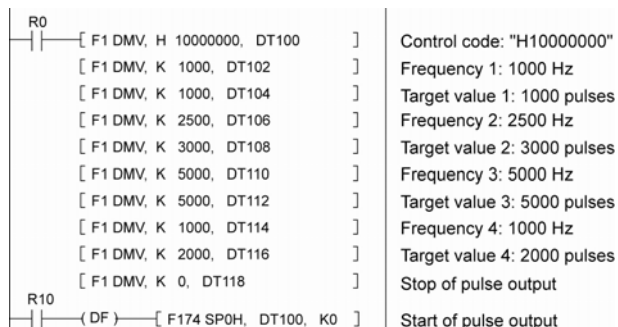 R0
[ F1 DMV, H 10000000, DT100 ] Control code: "H10000000"
[ F1 DMV, K 1000, DT102 ] Frequency 1: 1000 Hz
[ F1 DMV, K 1000, DT104 ] Target value 1: 1000 pulses
[ F1 DMV, K 2500, DT106 ] Frequency 2: 2500 Hz
[ F1 DMV, K 3000, DT108 ] Target value 2: 3000 pulses
[ F1 DMV, K 5000, DT110 ] Frequency 3: 5000 Hz
[ F1 DMV, K 5000, DT112 ] Target value 3: 5000 pulses
[ F1 DMV, K 1000, DT114 ] Frequency 4: 1000 Hz
[ F1 DMV, K 2000, DT116 ] Target value 4: 2000 pulses
[ F1 DMV, K 0, DT118 ] Stop of pulse output
R10
( DF ) [ F174 SP0H, DT100, K0 ] Start of pulse output